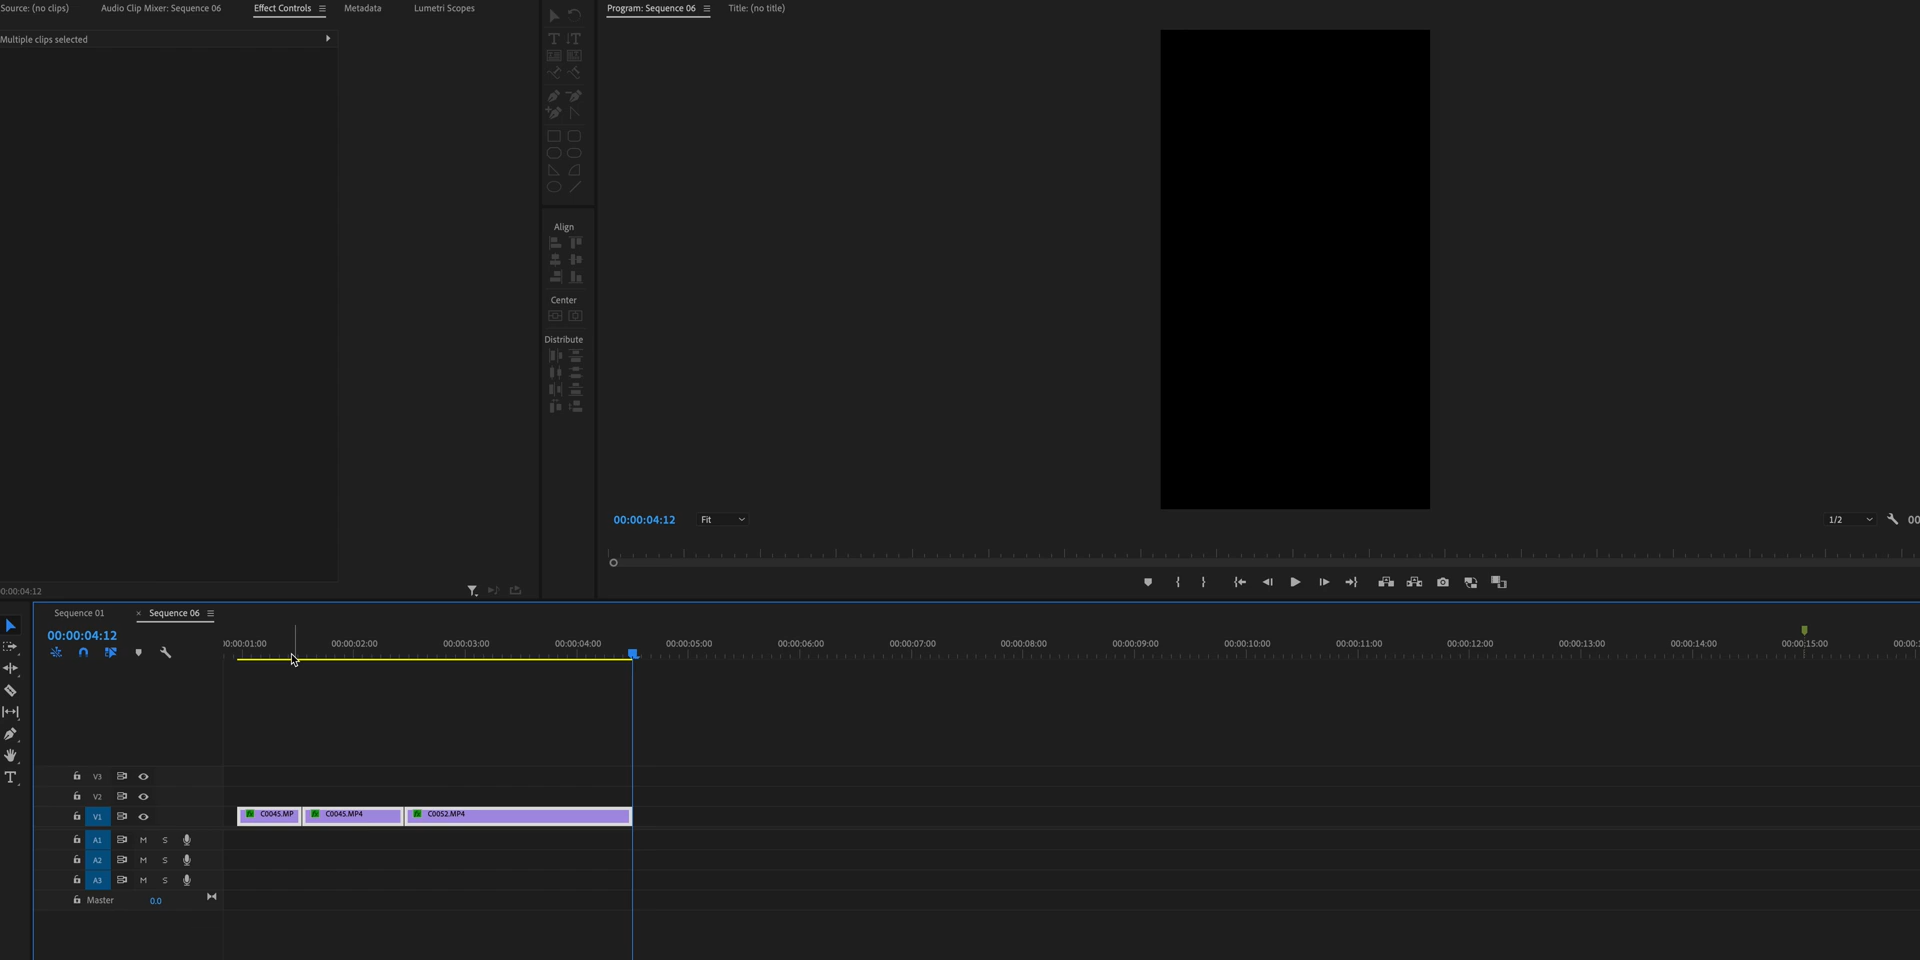 Source: (no clips) Audio Clip Mixer: Sequence 06 Effect Controls Metadata Lumetri Scopes Program: Sequence 06 Title: (no title)
Multiple clips selected
T T
Align
Center
Distribute
00:00:04:12 Fit 1/2 00
0:00:04:12
Sequence 01 × Sequence 06
00:00:04:12
00:00:01:00 00:00:02:00 00:00:03:00 00:00:04:00 00:00:05:00 00:00:06:00 00:00:07:00 00:00:08:00 00:00:09:00 00:00:10:00 00:00:11:00 00:00:12:00 00:00:13:00 00:00:14:00 00:00:15:00 00:00:
T
V3
V2
V1 C0045.MP C0045.MP4 C0052.MP4
A1 M S
A2 M S
A3 M S
Master 0.0